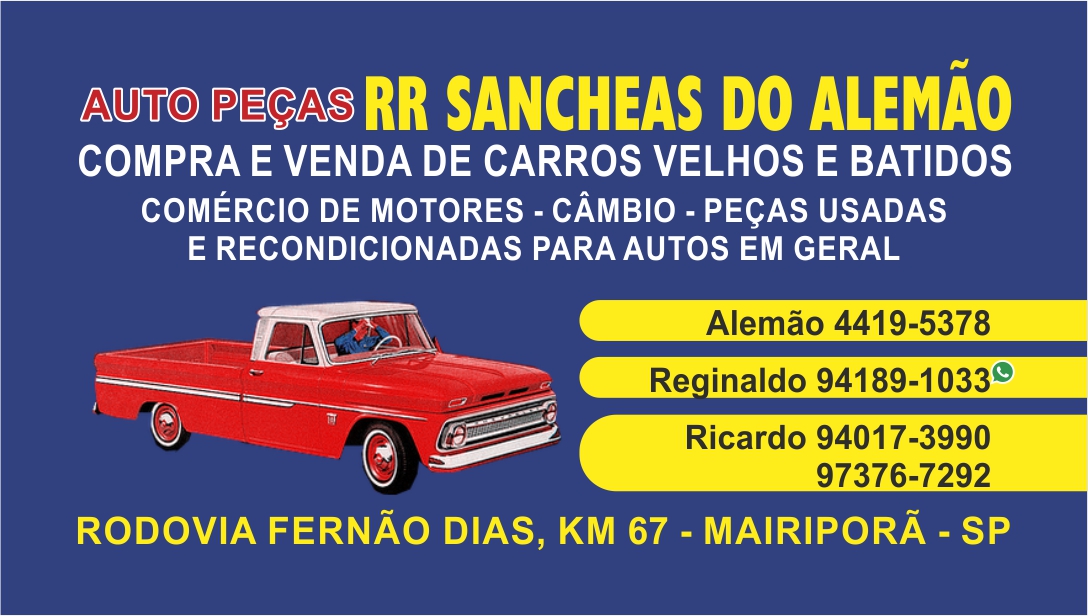 AUTO PEÇAS RR SANCHEAS DO ALEMÃO
COMPRA E VENDA DE CARROS VELHOS E BATIDOS
COMÉRCIO DE MOTORES - CÂMBIO - PEÇAS USADAS
E RECONDICIONADAS PARA AUTOS EM GERAL
Alemão 4419-5378
Reginaldo 94189-1033
Ricardo 94017-3990
97376-7292
RODOVIA FERNÃO DIAS, KM 67 - MAIRIPORÃ - SP